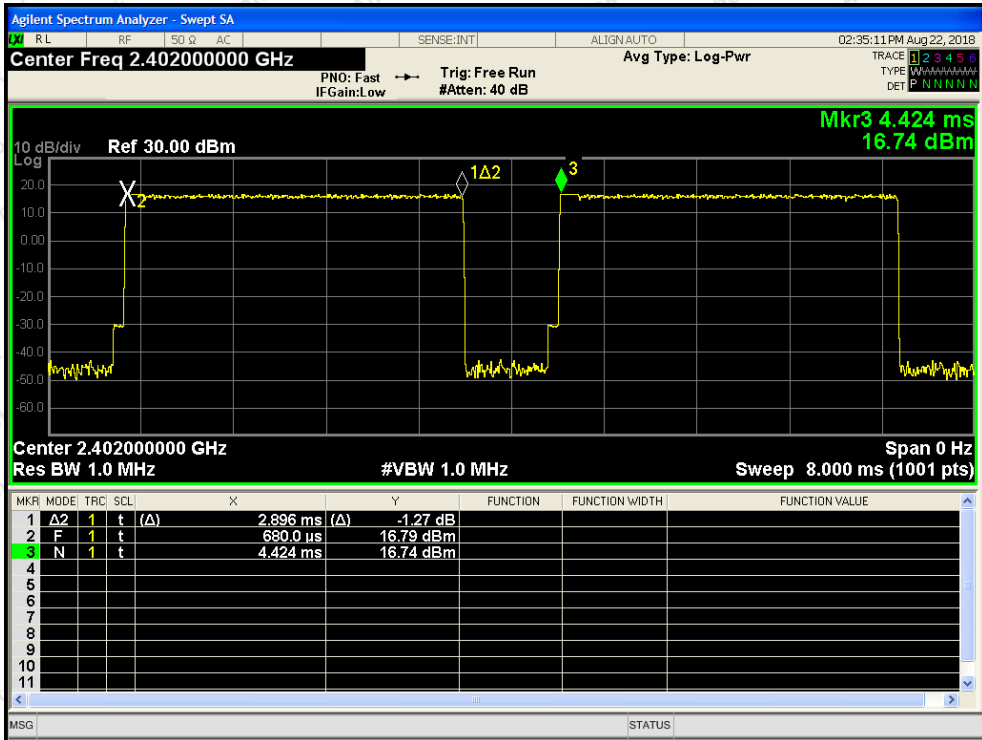 Agilent Spectrum Analyzer - Swept SA
LXI RL RF 50 Ω AC SENSE:INT ALIGN AUTO 02:35:11 PM Aug 22, 2018
Center Freq 2.402000000 GHz Avg Type: Log-Pwr TRACE 1 2 3 4 5 6
PNO: Fast Trig: Free Run TYPE WWWWWW
IFGain:Low #Atten: 40 dB DET P N N N N N
Mkr3 4.424 ms
10 dB/div Ref 30.00 dBm 16.74 dBm
Log
1Δ2 3
20.0
2
10.0
0.00
-10.0
-20.0
-30.0
-40.0
-50.0
-60.0
Center 2.402000000 GHz Span 0 Hz
Res BW 1.0 MHz #VBW 1.0 MHz Sweep 8.000 ms (1001 pts)
MKR MODE TRC SCL X Y FUNCTION FUNCTION WIDTH FUNCTION VALUE
1 Δ2 1 t (Δ) 2.896 ms (Δ) -1.27 dB
2 F 1 t 680.0 µs 16.79 dBm
3 N 1 t 4.424 ms 16.74 dBm
4
5
6
7
8
9
10
11
MSG STATUS